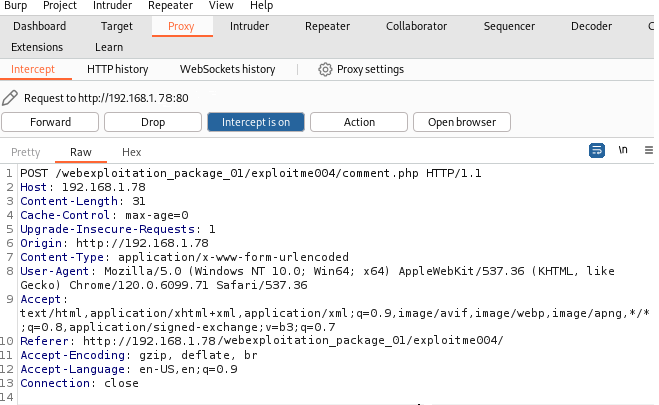 Burp Project Intruder Repeater View Help
Dashboard Target Proxy Intruder Repeater Collaborator Sequencer Decoder
Extensions Learn
Intercept HTTP history WebSockets history Proxy settings
Request to http://192.168.1.78:80
Forward Drop Intercept is on Action Open browser
Pretty Raw Hex \n
1 POST /webexploitation_package_01/exploitme004/comment.php HTTP/1.1
2 Host: 192.168.1.78
3 Content-Length: 31
4 Cache-Control: max-age=0
5 Upgrade-Insecure-Requests: 1
6 Origin: http://192.168.1.78
7 Content-Type: application/x-www-form-urlencoded
8 User-Agent: Mozilla/5.0 (Windows NT 10.0; Win64; x64) AppleWebKit/537.36 (KHTML, like
Gecko) Chrome/120.0.6099.71 Safari/537.36
9 Accept:
text/html,application/xhtml+xml,application/xml;q=0.9,image/avif,image/webp,image/apng,*/*
;q=0.8,application/signed-exchange;v=b3;q=0.7
10 Referer: http://192.168.1.78/webexploitation_package_01/exploitme004/
11 Accept-Encoding: gzip, deflate, br
12 Accept-Language: en-US,en;q=0.9
13 Connection: close
14